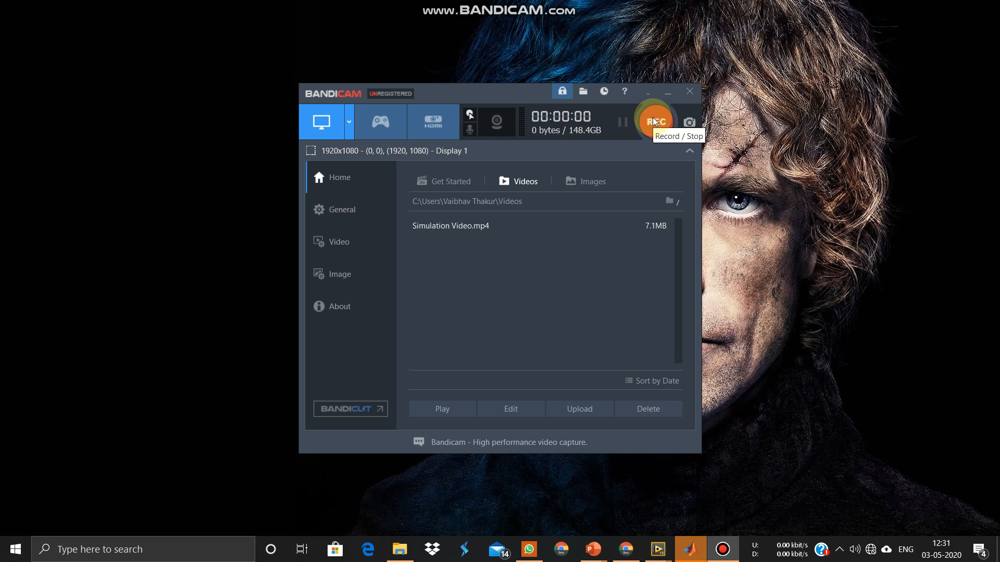 www.BANDICAM.com
BANDICAM UNREGISTERED
?
HDMI
00:00:00
0 bytes / 148.4GB
REC
Record / Stop
1920x1080 - (0, 0), (1920, 1080) - Display 1
Home
General
Video
Image
About
BANDICUT
Get Started
Videos
Images
C:\Users\Vaibhav Thakur\Videos
/
Simulation Video.mp4 7.1MB
Sort by Date
Play
Edit
Upload
Delete
Bandicam - High performance video capture.
Type here to search
14
U: 0.00 kbit/s
D: 0.00 kbit/s
ENG
12:31
03-05-2020
4